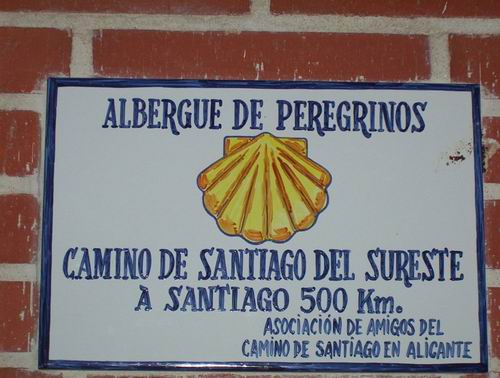 ALBERGUE DE PEREGRINOS
CAMINO DE SANTIAGO DEL SURESTE
À SANTIAGO 500 Km.
ASOCIACIÓN DE AMIGOS DEL
CAMINO DE SANTIAGO EN ALICANTE